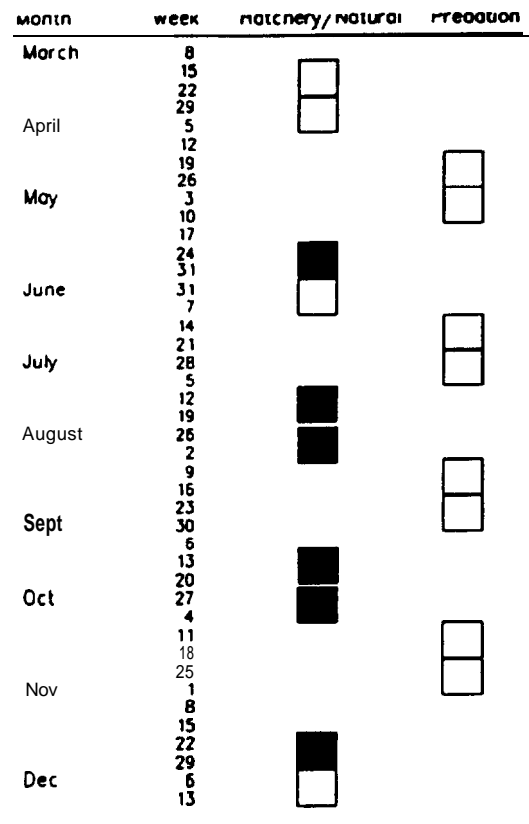 Month week Hatchery/Natural Predation
March 8
15
22
29
April 5
12
19
26
May 3
10
17
24
31
June 31
7
14
21
July 28
5
12
19
August 26
2
9
16
23
Sept 30
6
13
20
Oct 27
4
11
18
25
Nov 1
8
15
22
29
Dec 6
13